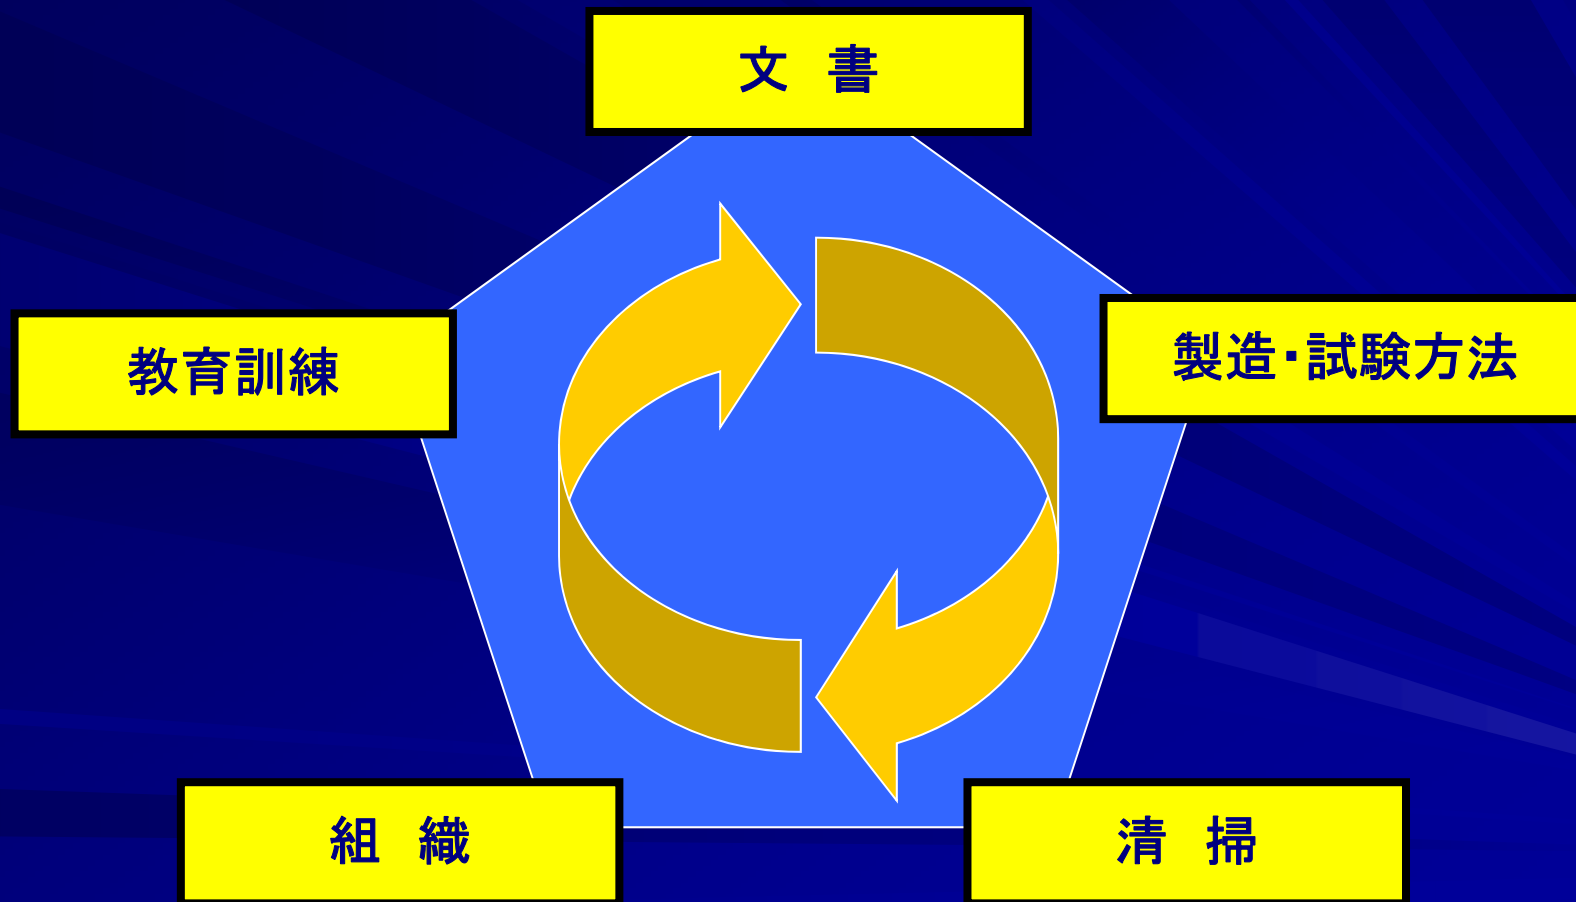 文 書
教育訓練
製造・試験方法
組 織
清 掃